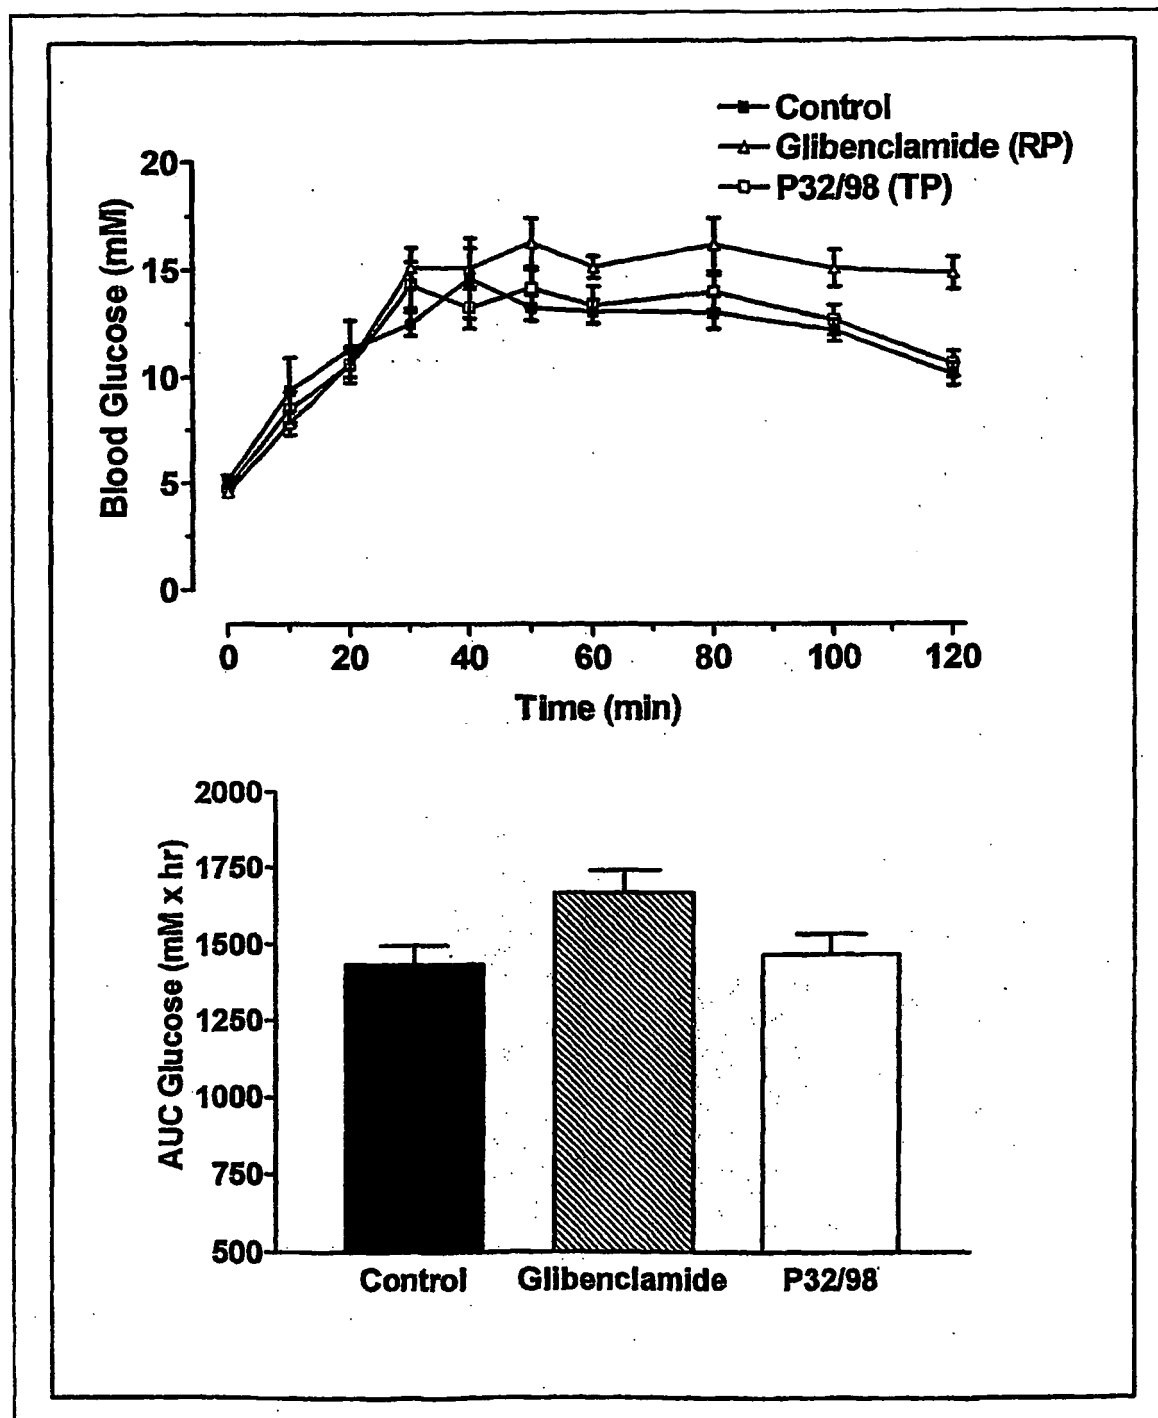 Control
Glibenclamide (RP)
P32/98 (TP)
20
15
10
5
0
Blood Glucose (mM)
0 20 40 60 80 100 120
Time (min)
2000
1750
1500
1250
1000
750
500
AUC Glucose (mM x hr)
Control Glibenclamide P32/98